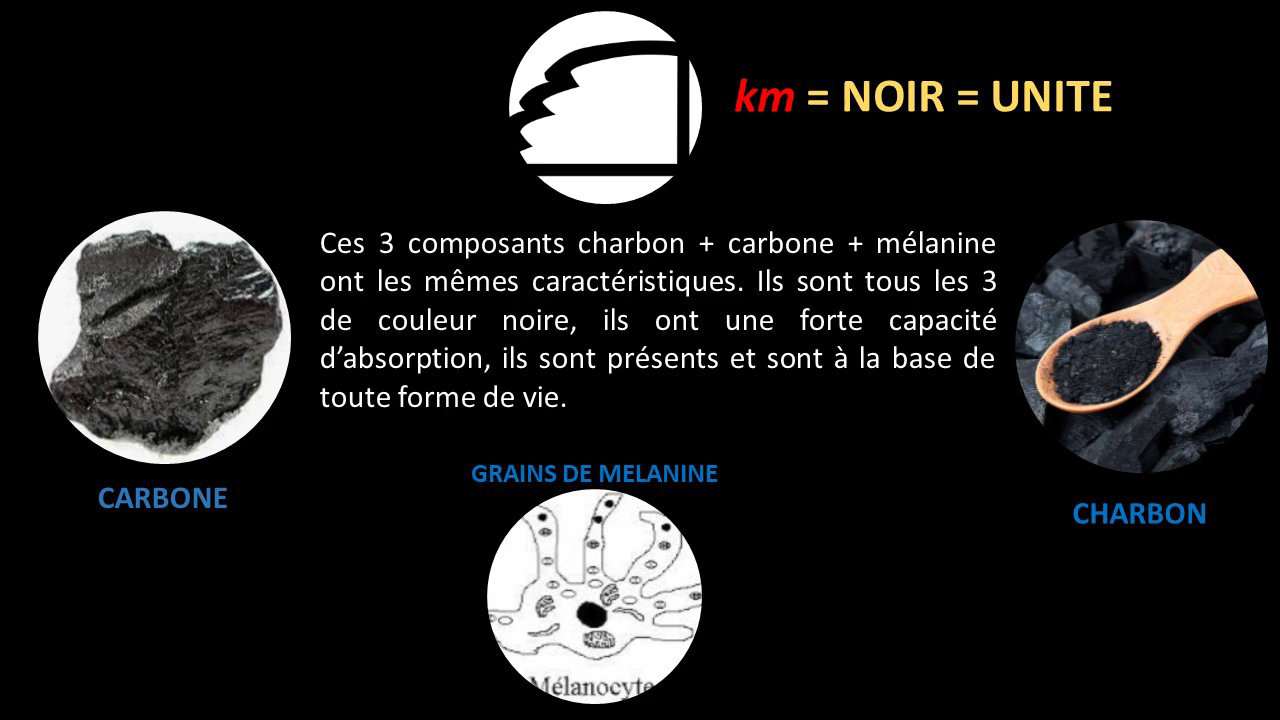 km = NOIR = UNITE
Ces 3 composants charbon + carbone + mélanine
ont les mêmes caractéristiques. Ils sont tous les 3
de couleur noire, ils ont une forte capacité
d’absorption, ils sont présents et sont à la base de
toute forme de vie.
GRAINS DE MELANINE
CARBONE
CHARBON
Mélanocyte